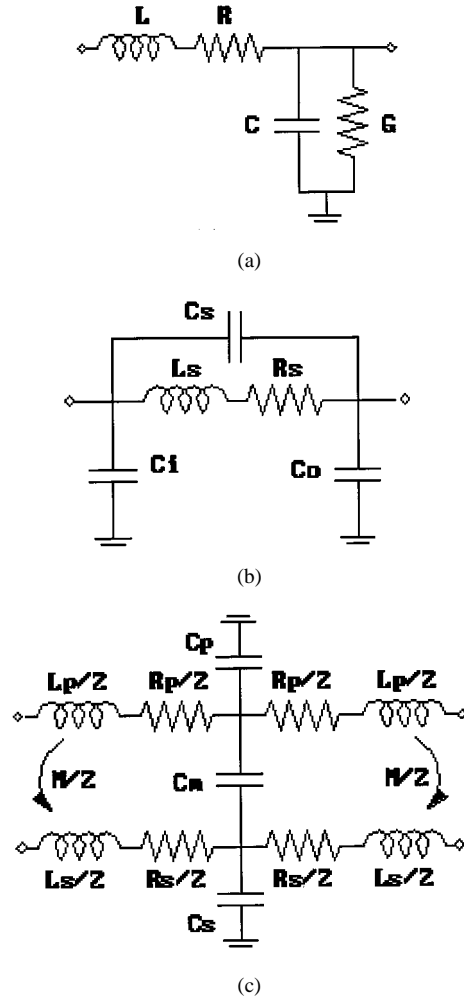 L R
C G
(a)
Cs
Ls Rs
Ci Co
(b)
Cp
Lp/2 Rp/2 Rp/2 Lp/2
M/2 Cm M/2
Ls/2 Rs/2 Rs/2 Ls/2
Cs
(c)